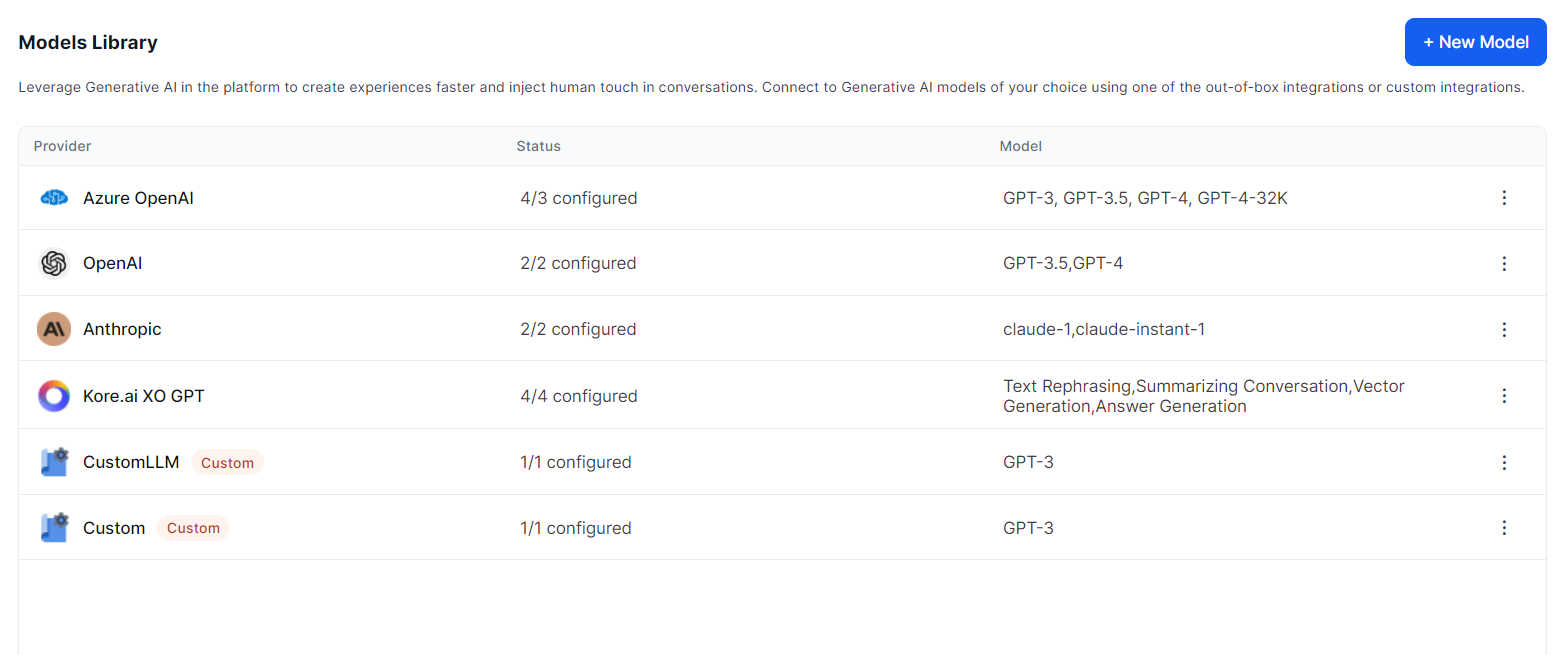 Models Library
+ New Model
Leverage Generative AI in the platform to create experiences faster and inject human touch in conversations. Connect to Generative AI models of your choice using one of the out-of-box integrations or custom integrations.
Provider Status Model
Azure OpenAI 4/3 configured GPT-3, GPT-3.5, GPT-4, GPT-4-32K
OpenAI 2/2 configured GPT-3.5,GPT-4
Anthropic 2/2 configured claude-1,claude-instant-1
Kore.ai XO GPT 4/4 configured Text Rephrasing,Summarizing Conversation,Vector
Generation,Answer Generation
CustomLLM Custom 1/1 configured GPT-3
Custom Custom 1/1 configured GPT-3